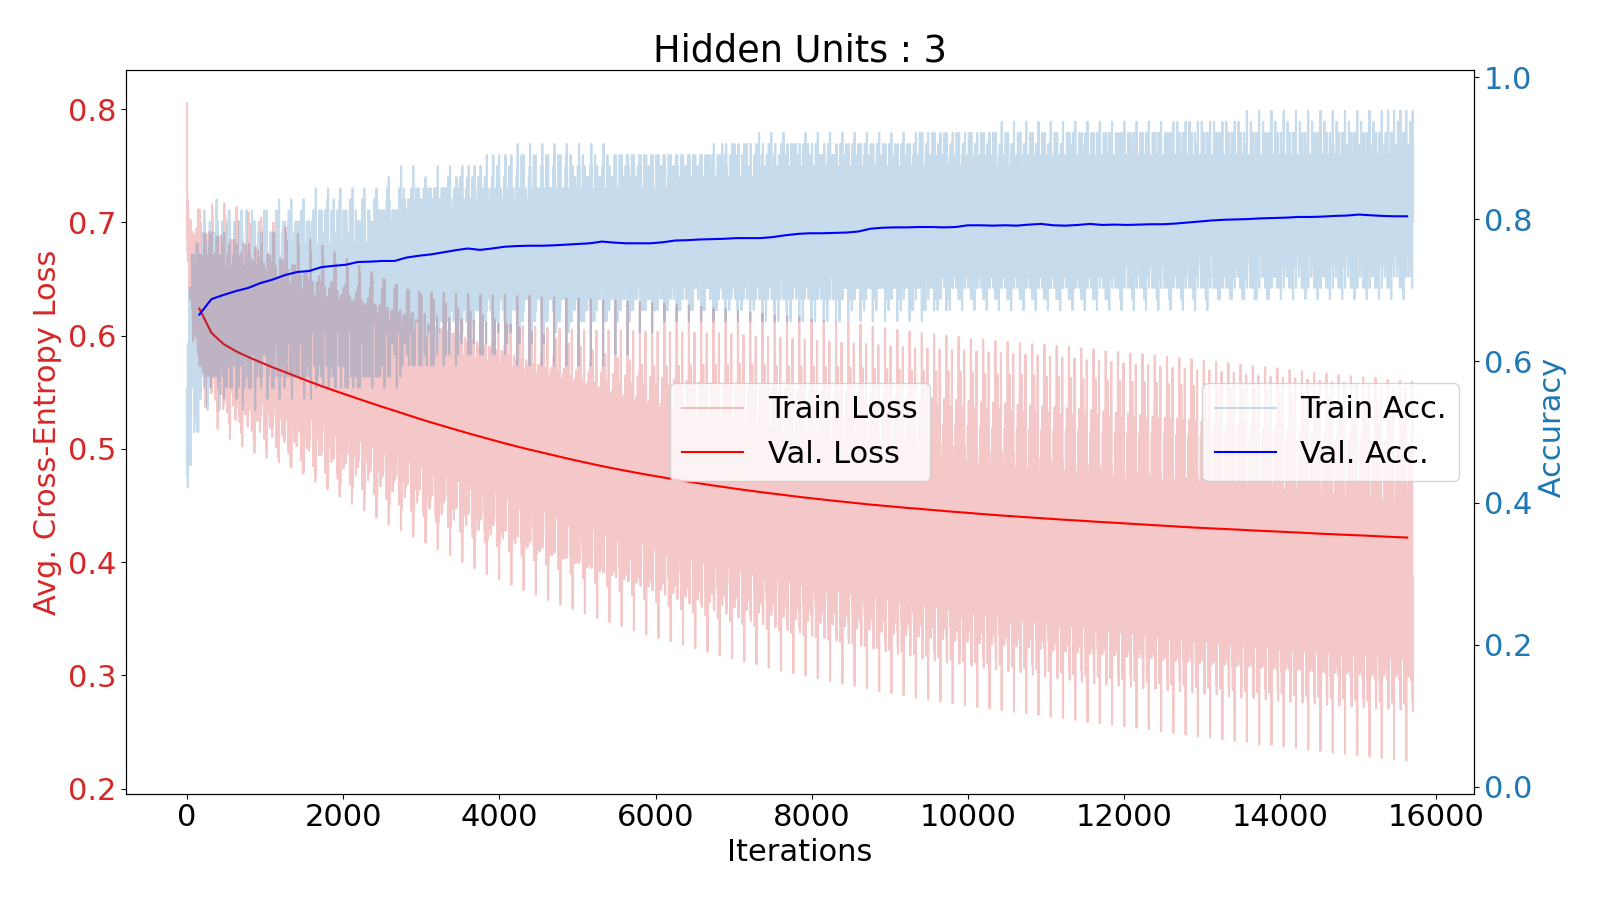 Hidden Units : 3
Avg. Cross-Entropy Loss
0.8
0.7
0.6
0.5
0.4
0.3
0.2
Train Loss
Val. Loss
Train Acc.
Val. Acc.
1.0
0.8
0.6
0.4
0.2
0.0
Accuracy
0 2000 4000 6000 8000 10000 12000 14000 16000
Iterations